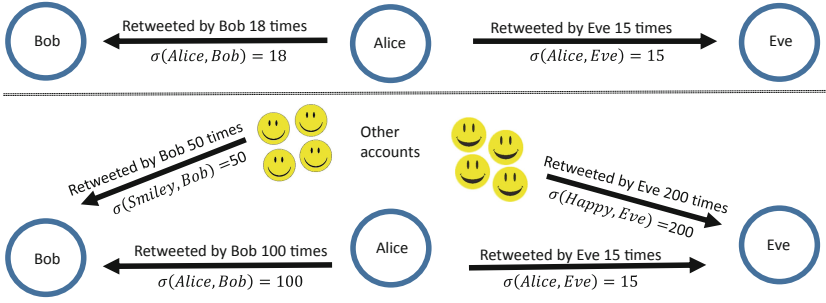 Retweeted by Bob 18 times
Retweeted by Eve 15 times
Bob
Alice
Eve
σ(Alice, Bob) = 18
σ(Alice, Eve) = 15
Retweeted by Bob 50 times
σ(Smiley, Bob) =50
Other
accounts
Retweeted by Eve 200 times
σ(Happy, Eve) =200
Retweeted by Bob 100 times
Retweeted by Eve 15 times
Bob
Alice
Eve
σ(Alice, Bob) = 100
σ(Alice, Eve) = 15